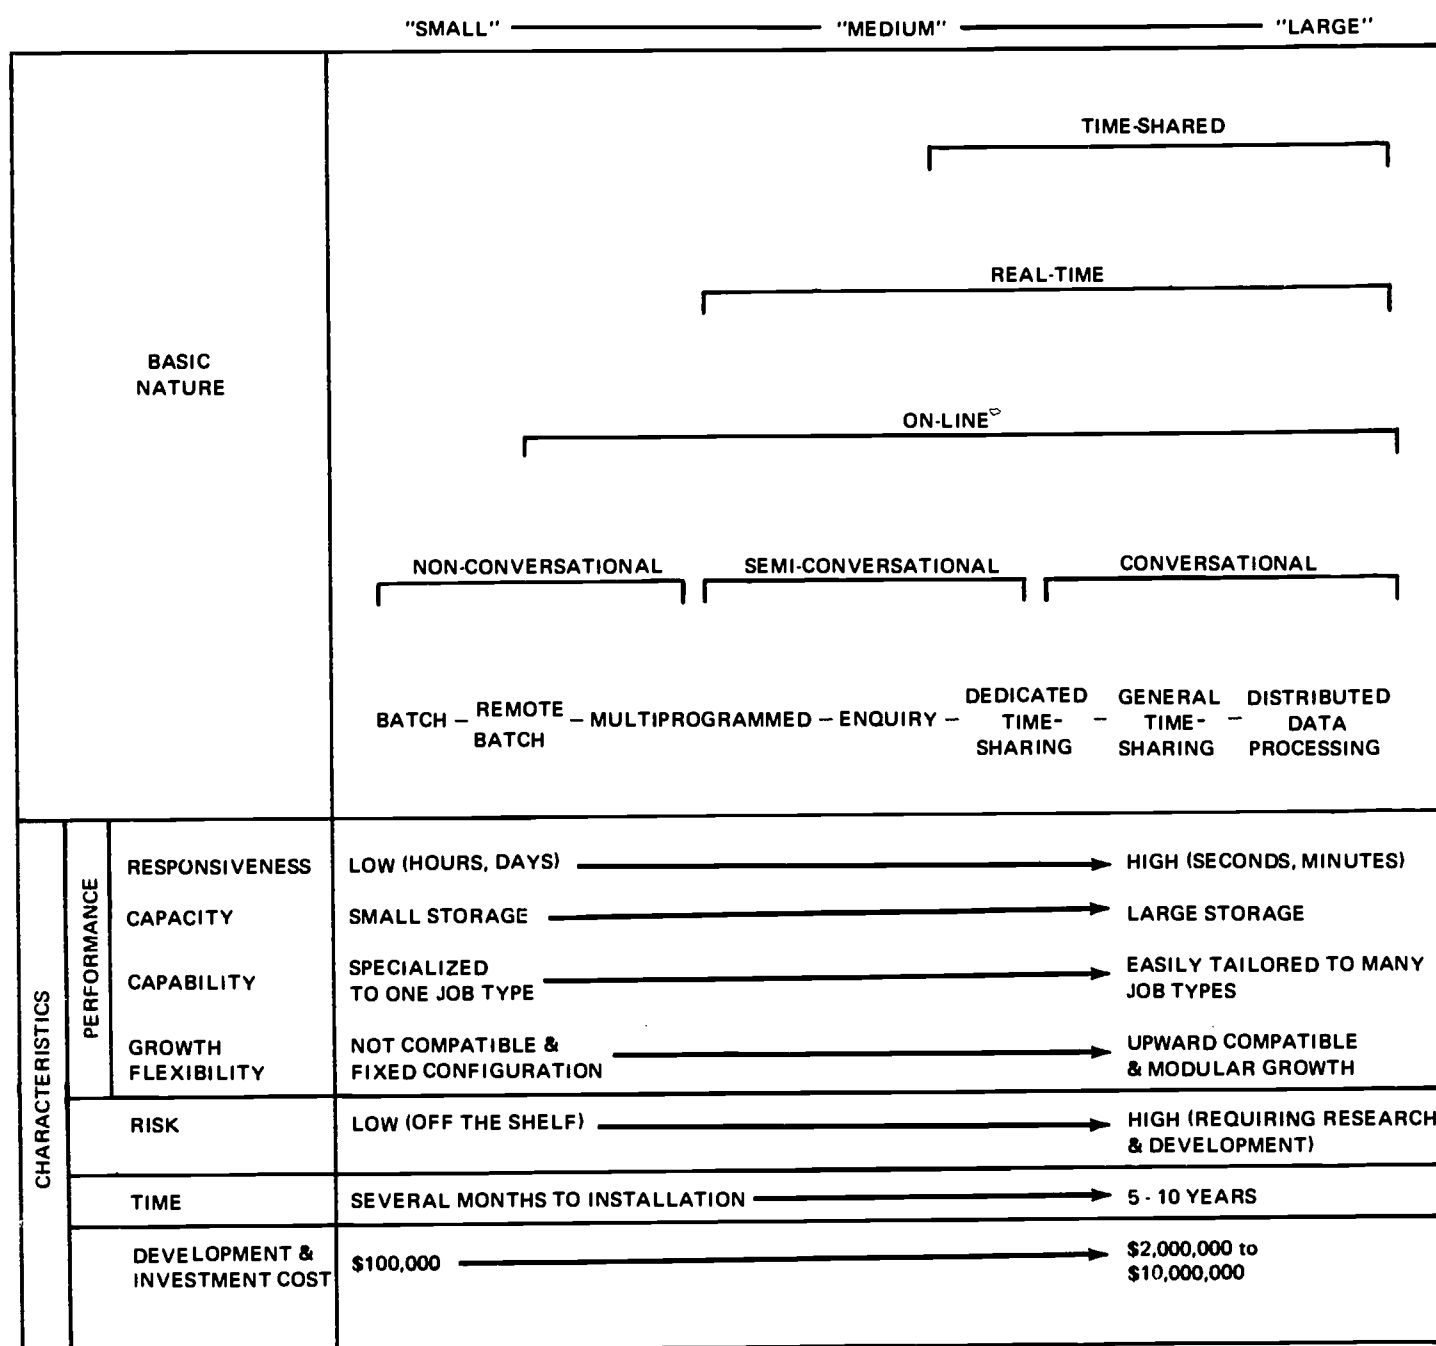 "SMALL" "MEDIUM" "LARGE"
TIME-SHARED
REAL-TIME
BASIC
NATURE
ON-LINE
NON-CONVERSATIONAL SEMI-CONVERSATIONAL CONVERSATIONAL
BATCH – REMOTE BATCH – MULTIPROGRAMMED – ENQUIRY – DEDICATED TIME-SHARING – GENERAL TIME-SHARING – DISTRIBUTED DATA PROCESSING
CHARACTERISTICS
PERFORMANCE
RESPONSIVENESS LOW (HOURS, DAYS) HIGH (SECONDS, MINUTES)
CAPACITY SMALL STORAGE LARGE STORAGE
CAPABILITY SPECIALIZED TO ONE JOB TYPE EASILY TAILORED TO MANY JOB TYPES
GROWTH FLEXIBILITY NOT COMPATIBLE & FIXED CONFIGURATION UPWARD COMPATIBLE & MODULAR GROWTH
RISK LOW (OFF THE SHELF) HIGH (REQUIRING RESEARCH & DEVELOPMENT)
TIME SEVERAL MONTHS TO INSTALLATION 5 - 10 YEARS
DEVELOPMENT & INVESTMENT COST $100,000 $2,000,000 to $10,000,000